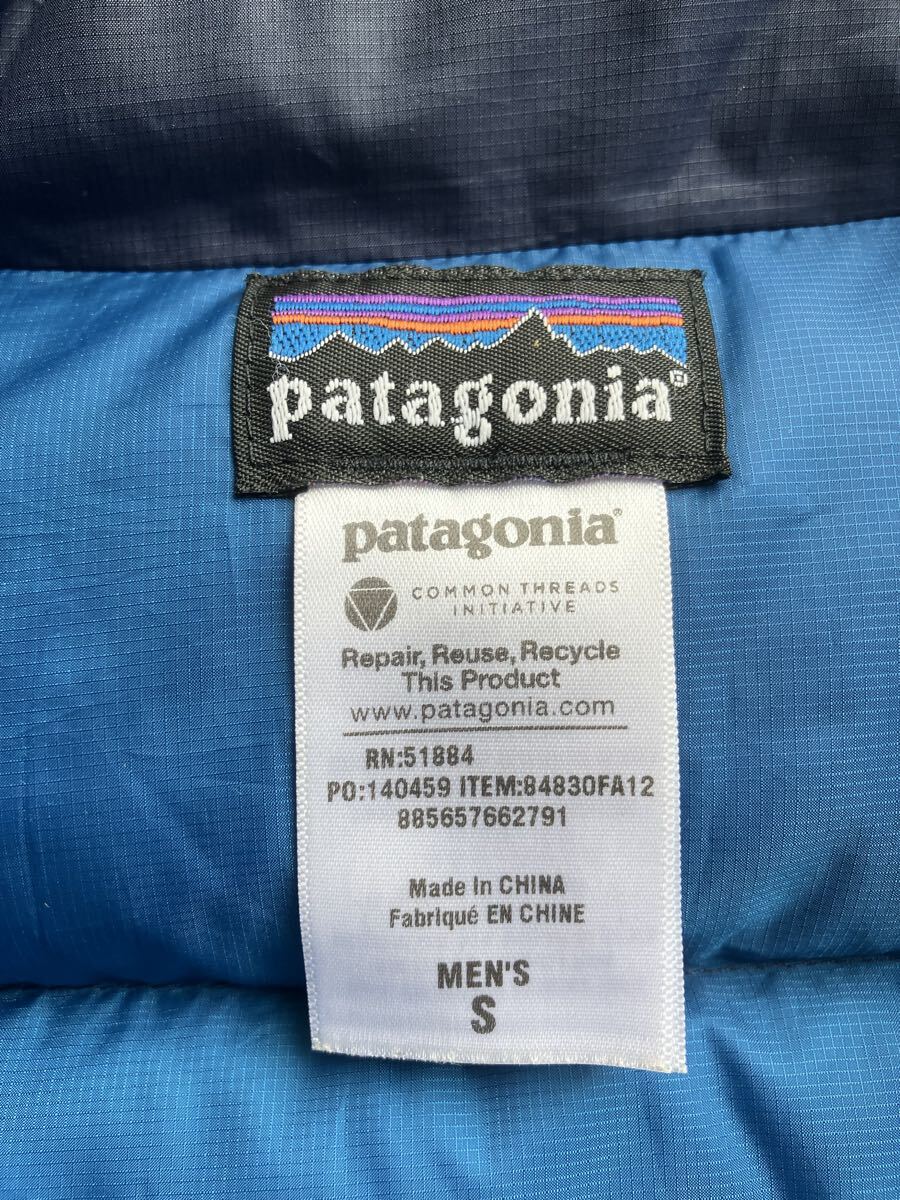 patagonia®
patagonia®
COMMON THREADS
INITIATIVE
Repair, Reuse, Recycle
This Product
www.patagonia.com
RN:51884
PO:140459 ITEM:84830FA12
885657662791
Made in CHINA
Fabriqué EN CHINE
MEN'S
S